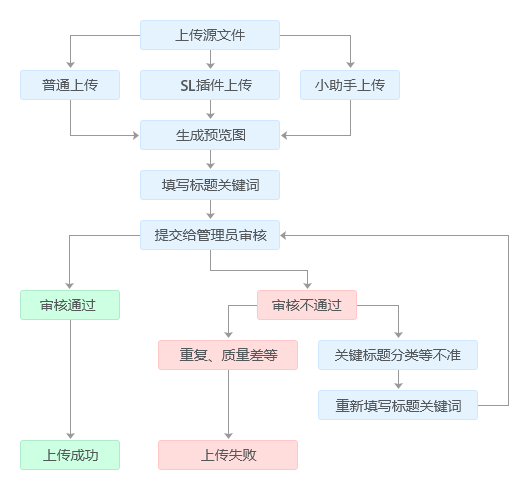 上传源文件
普通上传
SL插件上传
小助手上传
生成预览图
填写标题关键词
提交给管理员审核
审核通过
审核不通过
重复、质量差等
关键标题分类等不准
重新填写标题关键词
上传成功
上传失败